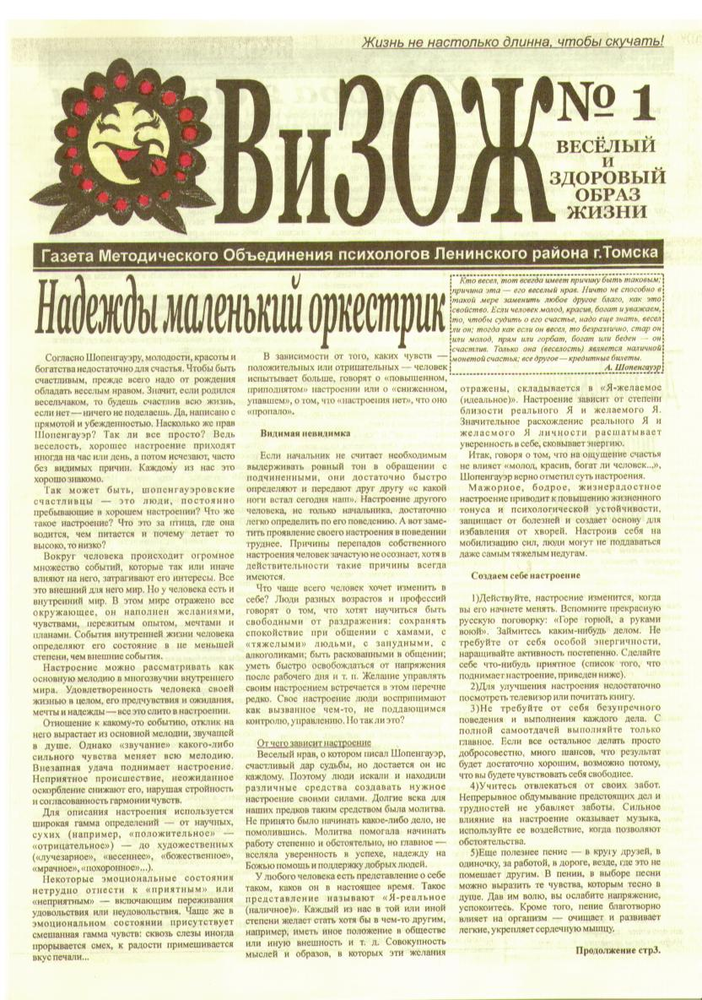 Жизнь не настолько длинна, чтобы скучать!
ВиЗОЖ
№ 1
ВЕСЁЛЫЙ
И
ЗДОРОВЫЙ
ОБРАЗ
ЖИЗНИ
Газета Методического Объединения психологов Ленинского района г.Томска
Надежды маленький оркестрик
Кто весел, тот всегда имеет причину быть таковым;
причина эта — его веселый нрав. Ничто не способно в
такой мере заменить любое другое благо, как это
свойство. Если человек молод, красив, богат и уважаем,
то, чтобы судить о его счастье, надо еще знать, весел
ли он; тогда как если он весел, то безразлично, стар он
или молод, прям или горбат, богат или беден — он
счастлив. Только она (веселость) является наличной
монетой счастья; все другое — кредитные билеты.
А. Шопенгауэр
Согласно Шопенгауэру, молодости, красоты и
богатства недостаточно для счастья. Чтобы быть
счастливым, прежде всего надо от рождения
обладать веселым нравом. Значит, если родился
весельчаком, то будешь счастлив всю жизнь,
если нет — ничего не поделаешь. Да, написано с
прямотой и убежденностью. Насколько же прав
Шопенгауэр? Так ли все просто? Ведь
веселость, хорошее настроение приходят
иногда на час или день, а потом исчезают, часто
без видимых причин. Каждому из нас это
хорошо знакомо.
Так может быть, шопенгауэровские
счастливцы — это люди, постоянно
пребывающие в хорошем настроении? Что же
такое настроение? Что это за птица, где она
водится, чем питается и почему летает то
высоко, то низко?
Вокруг человека происходит огромное
множество событий, которые так или иначе
влияют на него, затрагивают его интересы. Все
это внешний для него мир. Но у человека есть и
внутренний мир. В этом мире отражено все
окружающее, он наполнен желаниями,
чувствами, пережитым опытом, мечтами и
планами. События внутренней жизни человека
определяют его состояние в не меньшей
степени, чем внешние события.
Настроение можно рассматривать как
основную мелодию в многозвучии внутреннего
мира. Удовлетворенность человека своей
жизнью в целом, его предчувствия и ожидания,
мечты и надежды — все это слито в настроении.
Отношение к какому-то событию, отклик на
него вырастает из основной мелодии, звучащей
в душе. Однако «звучание» какого-либо
сильного чувства меняет всю мелодию.
Внезапная удача поднимает настроение.
Неприятное происшествие, неожиданное
оскорбление снижают его, нарушая стройность
и согласованность гармонии чувств.
Для описания настроения используется
широкая гамма определений — от научных,
сухих (например, «положительное» —
«отрицательное») — до художественных
(«лучезарное», «весеннее», «божественное»,
«мрачное», «похоронное»...).
Некоторые эмоциональные состояния
нетрудно отнести к «приятным» или
«неприятным» — включающим переживания
удовольствия или неудовольствия. Чаще же в
эмоциональном состоянии присутствует
смешанная гамма чувств: сквозь слезы иногда
прорывается смех, к радости примешивается
вкус печали...
В зависимости от того, каких чувств —
положительных или отрицательных — человек
испытывает больше, говорят о «повышенном,
приподнятом» настроении или о «сниженном,
упавшем», о том, что «настроения нет», что оно
«пропало».
Видимая невидимка
Если начальник не считает необходимым
выдерживать ровный тон в обращении с
подчиненными, они достаточно быстро
определяют и передают друг другу «с какой
ноги встал сегодня наш». Настроение другого
человека, не только начальника, достаточно
легко определить по его поведению. А вот заме-
тить проявление своего настроения в поведении
труднее. Причины перепадов собственного
настроения человек зачастую не осознает, хотя в
действительности такие причины всегда
имеются.
Что чаще всего человек хочет изменить в
себе? Люди разных возрастов и профессий
говорят о том, что хотят научиться быть
свободными от раздражения: сохранять
спокойствие при общении с хамами, с
«тяжелыми» людьми, с занудными, с
алкоголиками; быть раскованными в общении;
уметь быстро освобождаться от напряжения
после рабочего дня и т. п. Желание управлять
своим настроением встречается в этом перечне
редко. Свое настроение люди воспринимают
как вызванное чем-то, не поддающимся
контролю, управлению. Но так ли это?
От чего зависит настроение
Веселый нрав, о котором писал Шопенгауэр,
счастливый дар судьбы, но достается он не
каждому. Поэтому люди искали и находили
различные средства создавать нужное
настроение своими силами. Долгие века для
наших предков таким средством была молитва.
Не принято было начинать какое-либо дело, не
помолившись. Молитва помогала начинать
работу степенно и обстоятельно, но главное —
вселяла уверенность в успехе, надежду на
Божью помощь и поддержку добрых людей.
У любого человека есть представление о себе
таком, каков он в настоящее время. Такое
представление называют «Я-реальное
(наличное)». Каждый из нас в той или иной
степени желает стать хотя бы в чем-то другим,
например, иметь иное положение в обществе
или иную внешность и т. д. Совокупность
мыслей и образов, в которых эти желания
отражены, складывается в «Я-желаемое
(идеальное)». Настроение зависит от степени
близости реального Я и желаемого Я.
Значительное расхождение реального Я и
желаемого Я личности расшатывает
уверенность в себе, сковывает энергию.
Итак, говоря о том, что на ощущение счастья
не влияет «молод, красив, богат ли человек..,»,
Шопенгауэр верно отметил суть настроения.
Мажорное, бодрое, жизнерадостное
настроение приводит к повышению жизненного
тонуса и психологической устойчивости,
защищает от болезней и создает основу для
избавления от хворей. Настроив себя на
мобилизацию сил, люди могут не поддаваться
даже самым тяжелым недугам.
Создаем себе настроение
1)Действуйте, настроение изменится, когда
вы его начнете менять. Вспомните прекрасную
русскую поговорку: «Горе горюй, а руками
воюй». Займитесь каким-нибудь делом. Не
требуйте от себя особой энергичности,
наращивайте активность постепенно. Сделайте
себе что-нибудь приятное (список того, что
поднимает настроение, приведен ниже).
2)Для улучшения настроения недостаточно
посмотреть телевизор или почитать книгу.
3)Не требуйте от себя безупречного
поведения и выполнения каждого дела. С
полной самоотдачей выполняйте только
главное. Если все остальное делать просто
добросовестно, много шансов, что результат
будет достаточно хорошим, возможно потому,
что вы будете чувствовать себя свободнее.
4)Учитесь отвлекаться от своих забот.
Непрерывное обдумывание предстоящих дел и
трудностей не убавляет заботы. Сильное
влияние на настроение оказывает музыка,
используйте ее воздействие, когда позволяют
обстоятельства.
5)Еще полезнее пение — в кругу друзей, в
одиночку, за работой, в дороге, везде, где это не
помешает другим. В пении, в выборе песни
можно выразить те чувства, которым тесно в
душе. Дав им волю, вы ослабите напряжение,
успокоитесь. Кроме того, пение благотворно
влияет на организм — очищает и развивает
легкие, укрепляет сердечную мышцу.
Продолжение стр3.